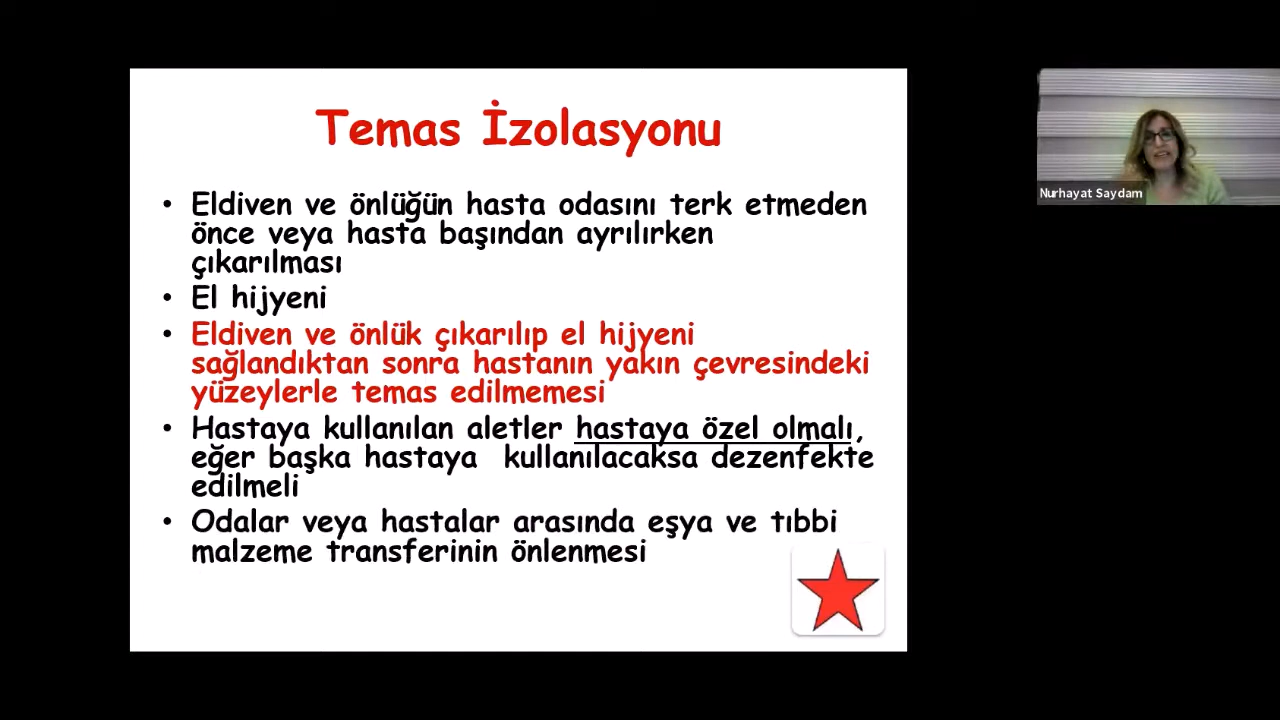 Temas İzolasyonu
• Eldiven ve önlüğün hasta odasını terk etmeden
önce veya hasta başından ayrılırken
çıkarılması
• El hijyeni
• Eldiven ve önlük çıkarılıp el hijyeni
sağlandıktan sonra hastanın yakın çevresindeki
yüzeylerle temas edilmemesi
• Hastaya kullanılan aletler hastaya özel olmalı,
eğer başka hastaya kullanılacaksa dezenfekte
edilmeli
• Odalar veya hastalar arasında eşya ve tıbbi
malzeme transferinin önlenmesi
Nurhayat Saydam